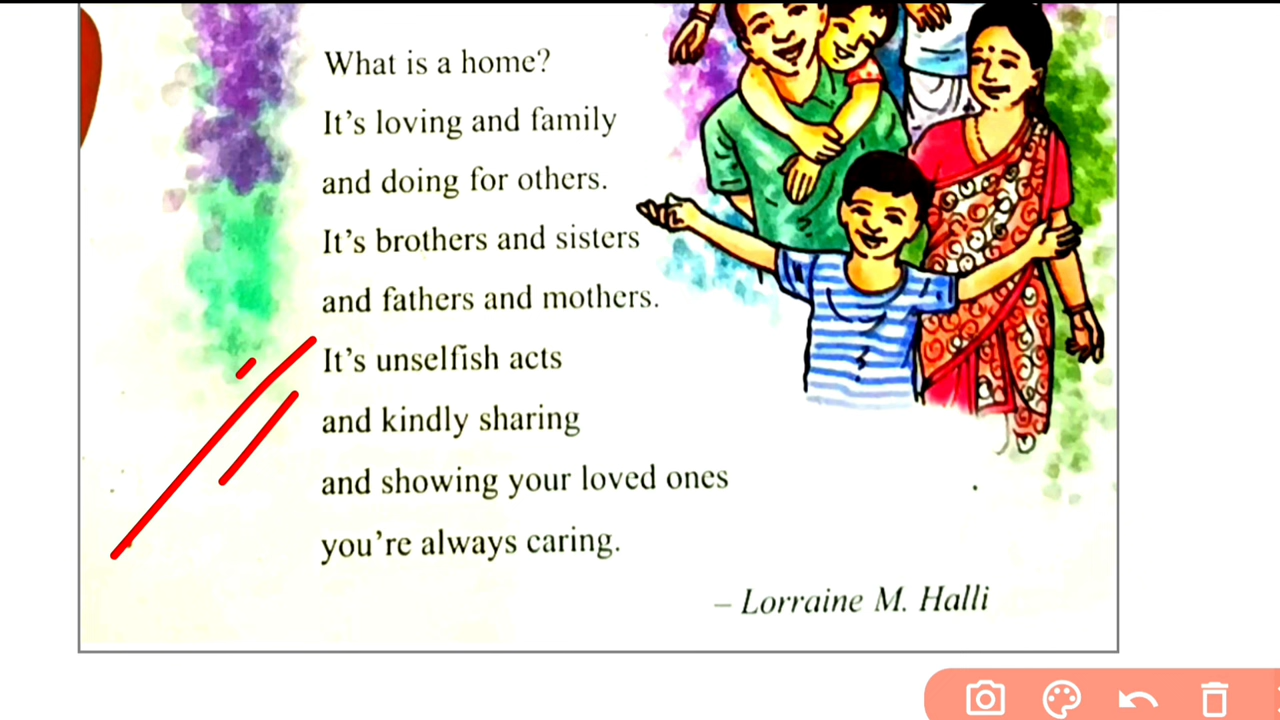 What is a home?
It's loving and family
and doing for others.
It's brothers and sisters
and fathers and mothers.
It's unselfish acts
and kindly sharing
and showing your loved ones
you're always caring.
– Lorraine M. Halli